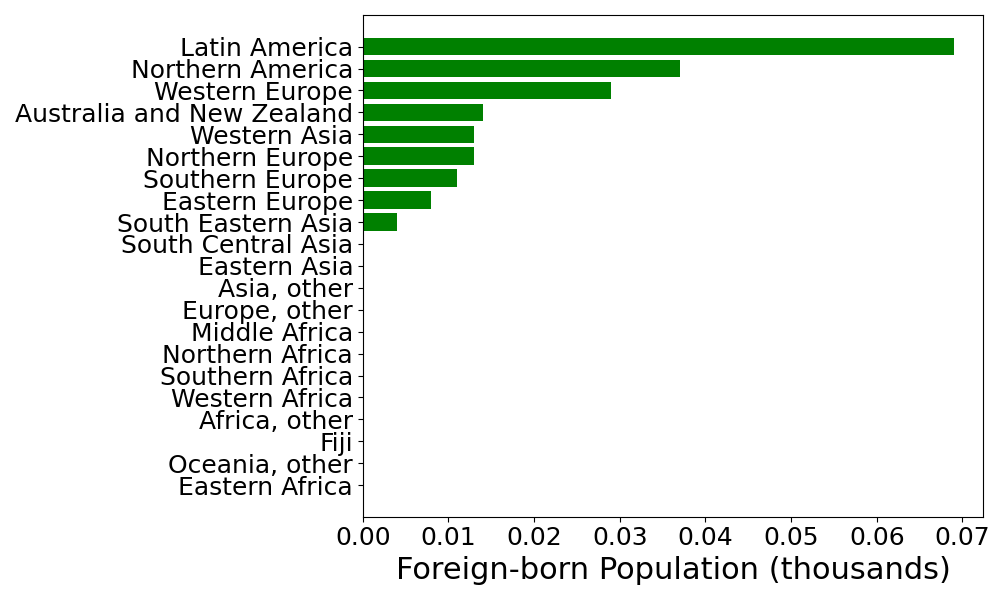 Latin America
Northern America
Western Europe
Australia and New Zealand
Western Asia
Northern Europe
Southern Europe
Eastern Europe
South Eastern Asia
South Central Asia
Eastern Asia
Asia, other
Europe, other
Middle Africa
Northern Africa
Southern Africa
Western Africa
Africa, other
Fiji
Oceania, other
Eastern Africa
0.00 0.01 0.02 0.03 0.04 0.05 0.06 0.07
Foreign-born Population (thousands)